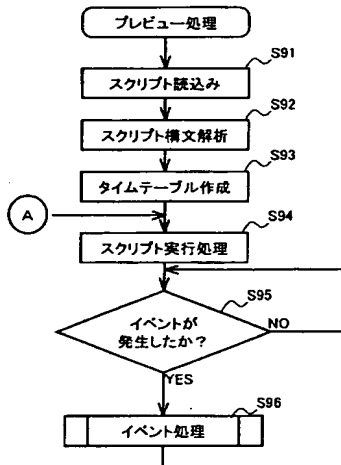 プレビュー処理
S91
スクリプト読込み
S92
スクリプト構文解析
S93
タイムテーブル作成
A
S94
スクリプト実行処理
S95
イベントが
発生したか？
NO
YES
S96
イベント処理